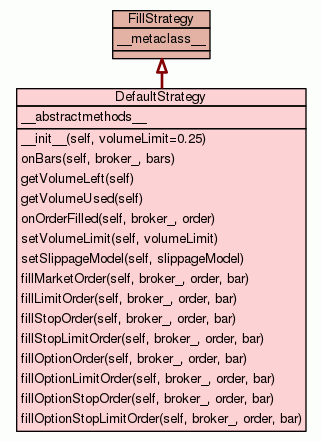 FillStrategy
__metaclass__
DefaultStrategy
__abstractmethods__
__init__(self, volumeLimit=0.25)
onBars(self, broker_, bars)
getVolumeLeft(self)
getVolumeUsed(self)
onOrderFilled(self, broker_, order)
setVolumeLimit(self, volumeLimit)
setSlippageModel(self, slippageModel)
fillMarketOrder(self, broker_, order, bar)
fillLimitOrder(self, broker_, order, bar)
fillStopOrder(self, broker_, order, bar)
fillStopLimitOrder(self, broker_, order, bar)
fillOptionOrder(self, broker_, order, bar)
fillOptionLimitOrder(self, broker_, order, bar)
fillOptionStopOrder(self, broker_, order, bar)
fillOptionStopLimitOrder(self, broker_, order, bar)